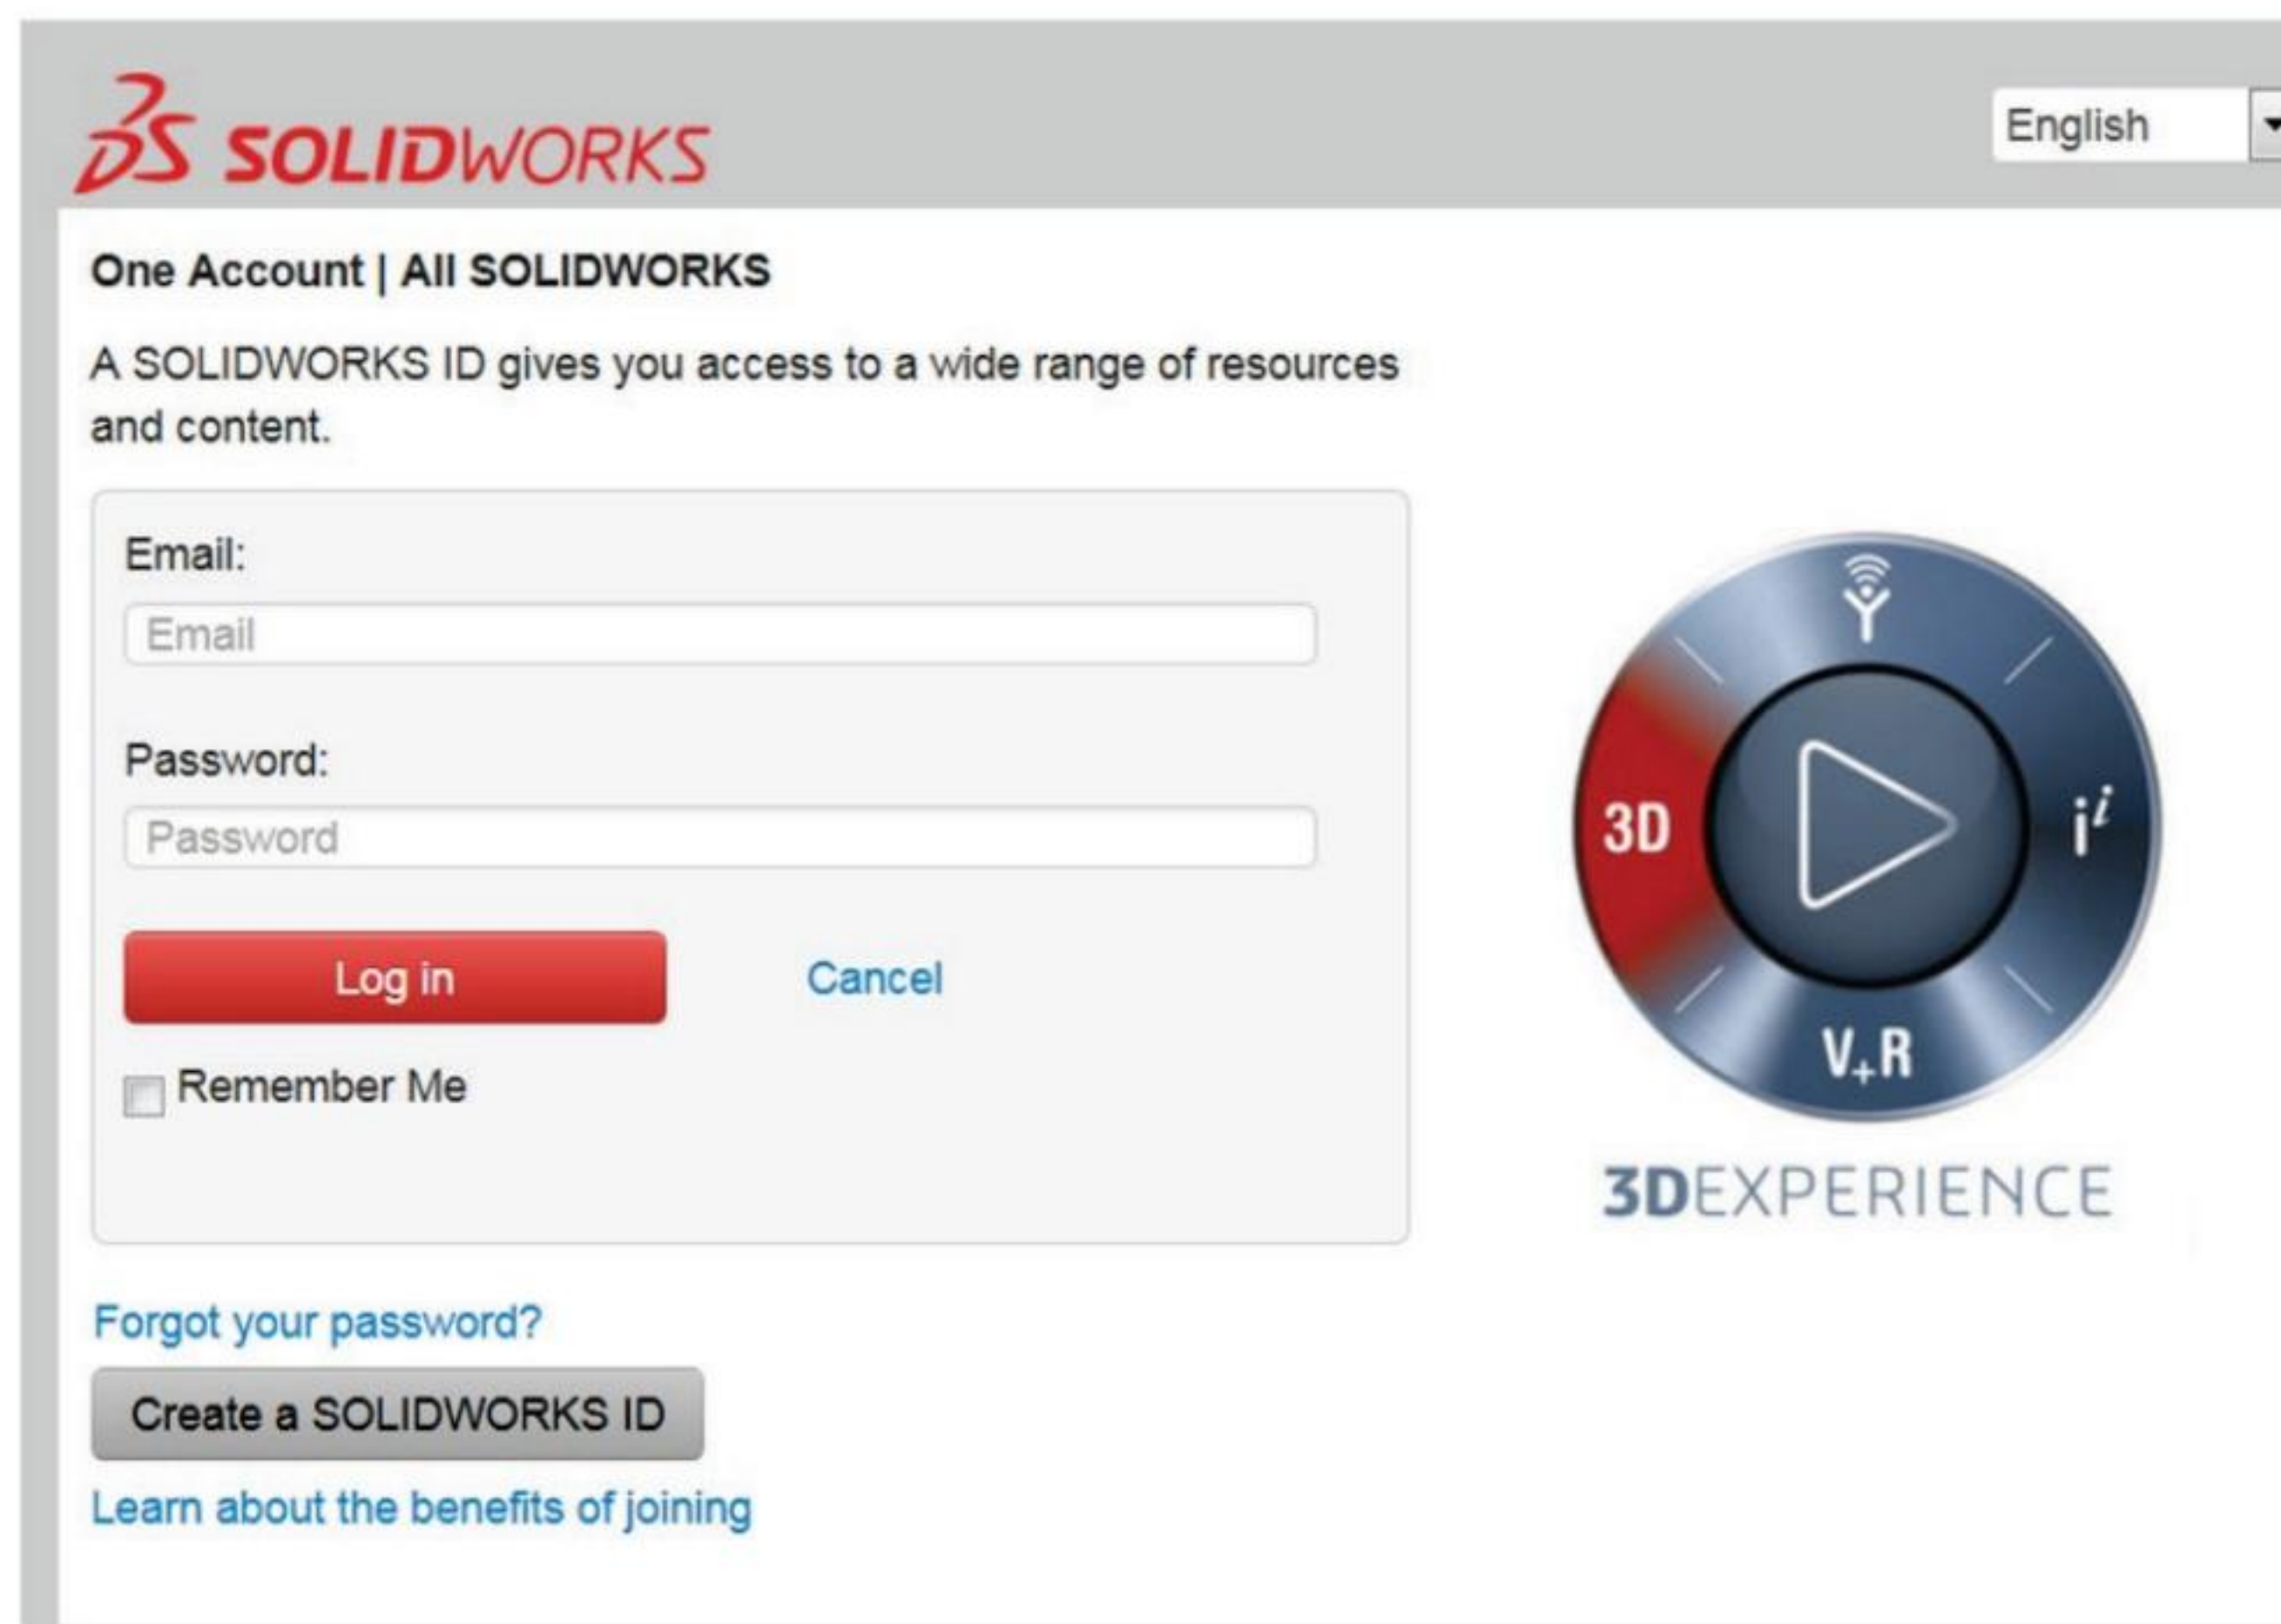 3S SOLIDWORKS
English
One Account | All SOLIDWORKS
A SOLIDWORKS ID gives you access to a wide range of resources
and content.
Email:
Email
Password:
Password
Log in
Cancel
Remember Me
3D
i i
V+R
3DEXPERIENCE
Forgot your password?
Create a SOLIDWORKS ID
Learn about the benefits of joining